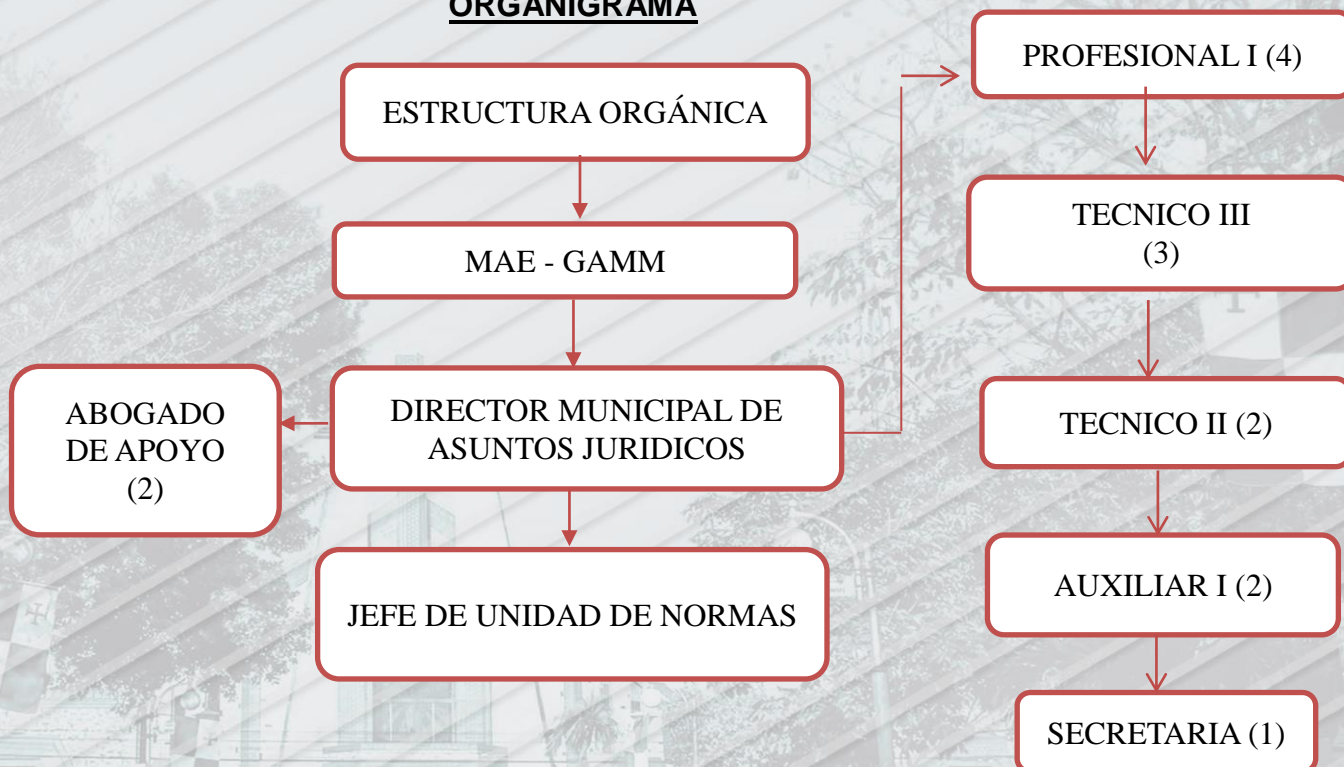 ORGANIGRAMA
ESTRUCTURA ORGÁNICA
MAE - GAMM
DIRECTOR MUNICIPAL DE
ASUNTOS JURIDICOS
ABOGADO
DE APOYO
(2)
JEFE DE UNIDAD DE NORMAS
PROFESIONAL I (4)
TECNICO III
(3)
TECNICO II (2)
AUXILIAR I (2)
SECRETARIA (1)